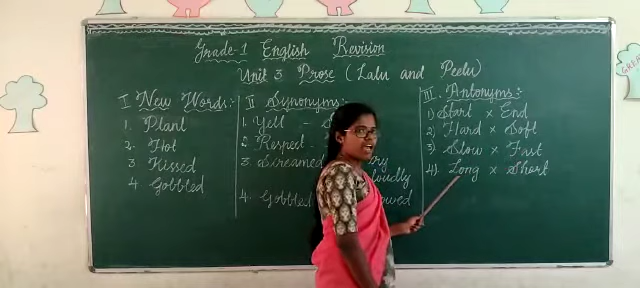 Grade-1 English Revision
Unit 3 Prose (Lalu and Peelu)
I New Words:-
1. Plant
2. Hot
3. Kissed
4 Gobbled
II Synonyms:-
1. Yell -
2. Respect -
3. Screamed
loudly
4. Gobbled
III. Antonyms:-
1) Start x End
2) Hard x Soft
3) Slow x Fast
4). Long x Short